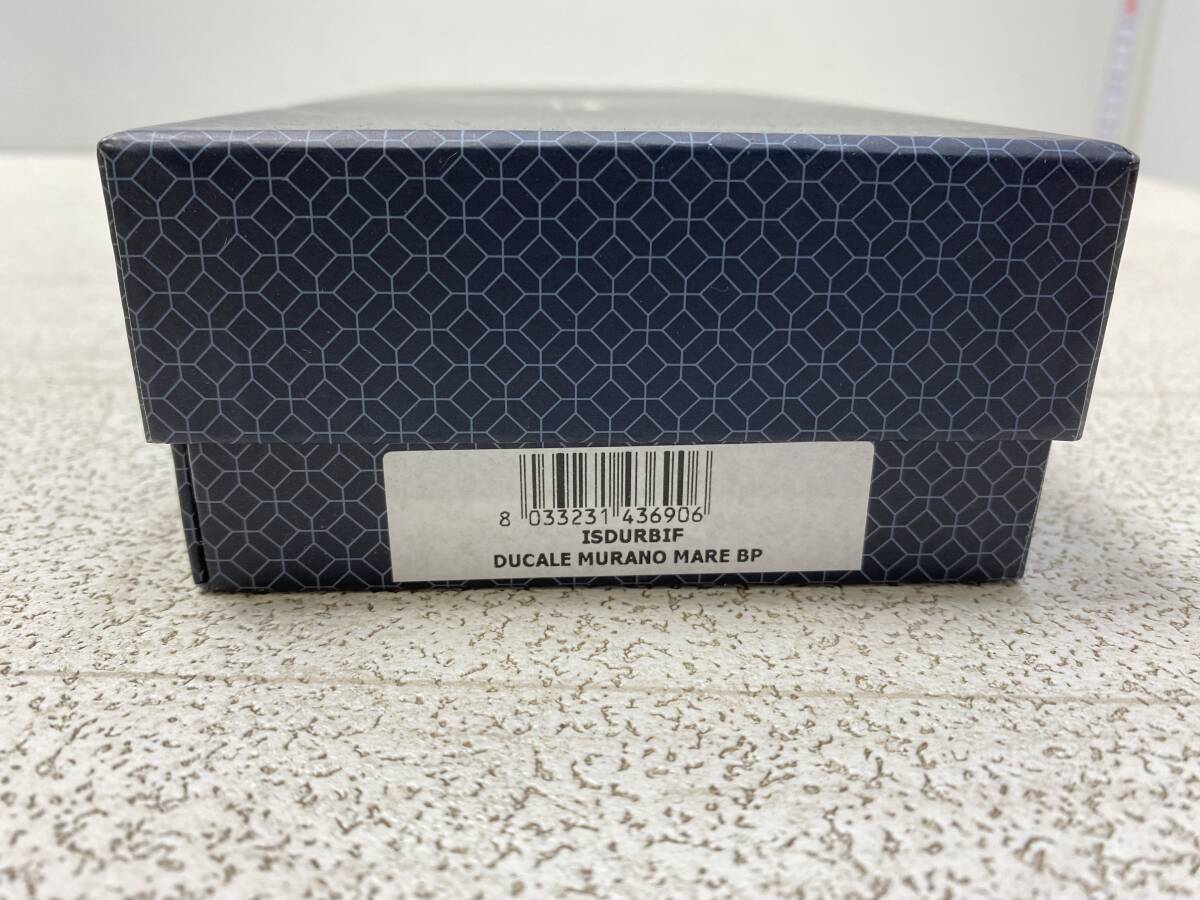 8 033231 436906
ISDURBIF
DUCALE MURANO MARE BP